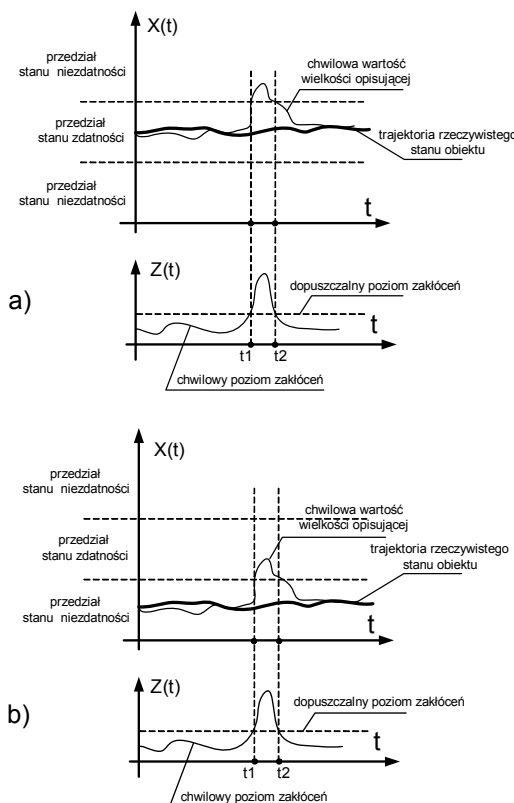 X(t)
przedział
stanu niezdatności
chwilowa wartość
wielkości opisującej
przedział
stanu zdatności
trajektoria rzeczywistego
stanu obiektu
przedział
stanu niezdatności
t
Z(t)
a)
dopuszczalny poziom zakłóceń
t
t1 t2
chwilowy poziom zakłóceń
X(t)
przedział
stanu niezdatności
chwilowa wartość
wielkości opisującej
przedział
stanu zdatności
trajektoria rzeczywistego
stanu obiektu
przedział
stanu niezdatności
t
Z(t)
b)
dopuszczalny poziom zakłóceń
t
t1 t2
chwilowy poziom zakłóceń